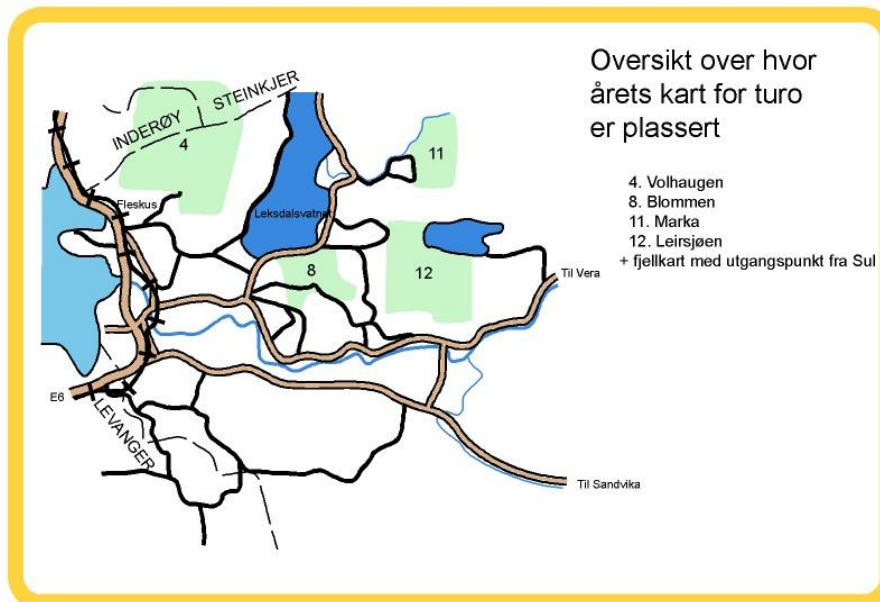 Oversikt over hvor
årets kart for turo
er plassert
4. Volhaugen
8. Blommen
11. Marka
12. Leirsjøen
+ fjellkart med utgangspunkt fra Sul
STEINKJER
INDERØY
4
11
Fleskus
Leksdalsvatnet
8
12
Til Vera
E6
LEVANGER
Til Sandvika